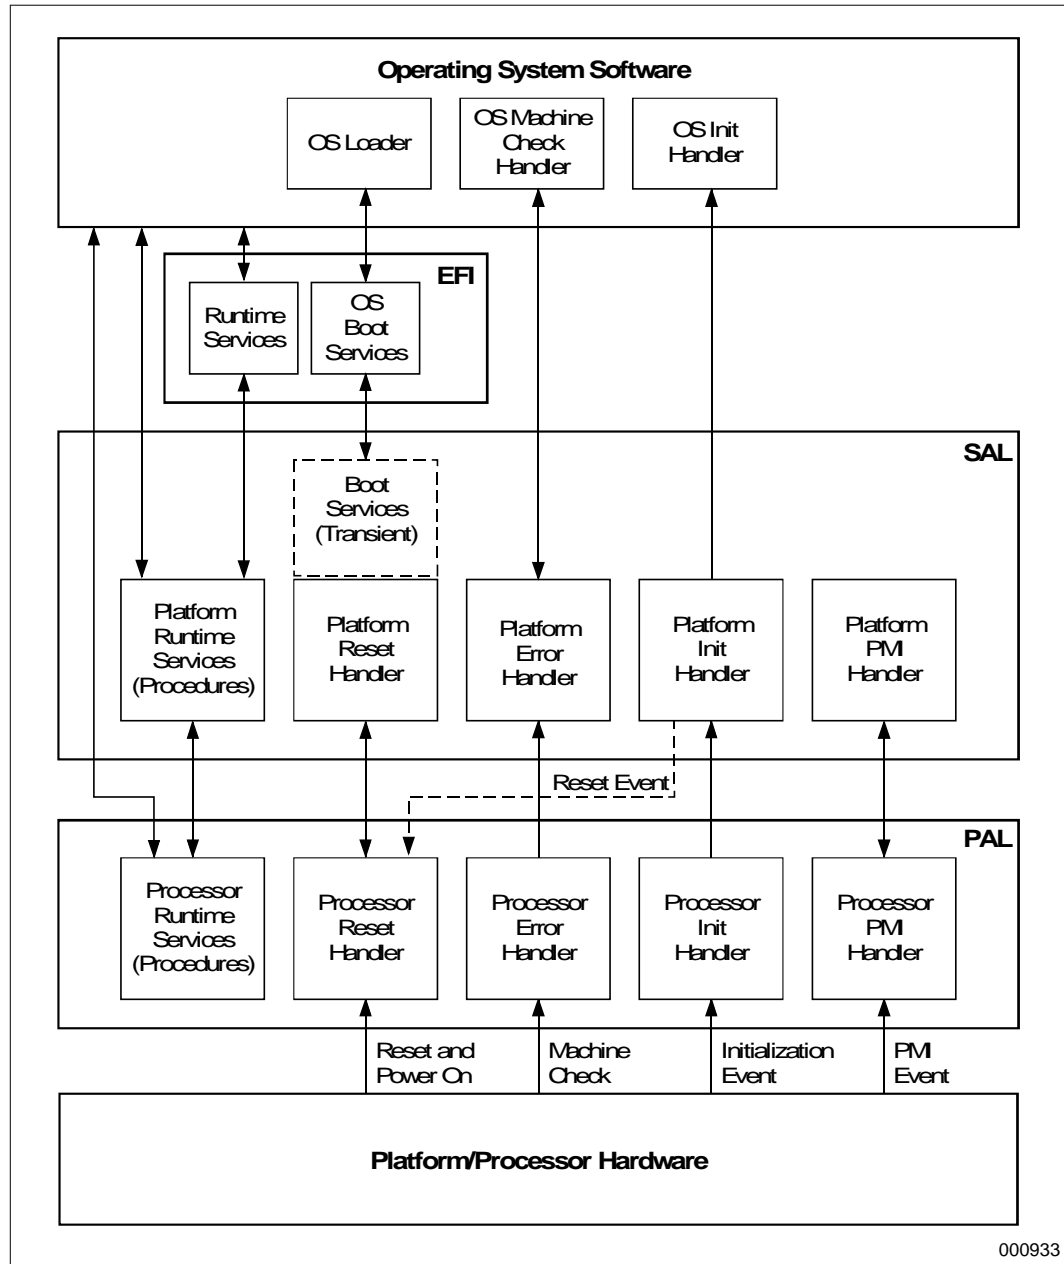 Operating System Software
OS Loader
OS Machine
Check
Handler
OS Init
Handler
EFI
Runtime
Services
OS
Boot
Services
SAL
Boot
Services
(Transient)
Platform
Runtime
Services
(Procedures)
Platform
Reset
Handler
Platform
Error
Handler
Platform
Init
Handler
Platform
PMI
Handler
Reset Event
PAL
Processor
Runtime
Services
(Procedures)
Processor
Reset
Handler
Processor
Error
Handler
Processor
Init
Handler
Processor
PMI
Handler
Reset and
Power On
Machine
Check
Initialization
Event
PMI
Event
Platform/Processor Hardware
000933